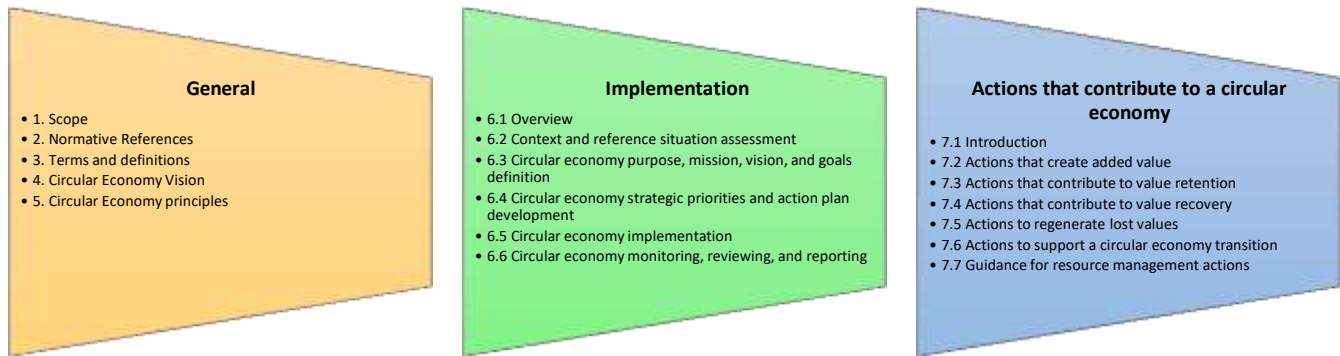 General
• 1. Scope
• 2. Normative References
• 3. Terms and definitions
• 4. Circular Economy Vision
• 5. Circular Economy principles
Implementation
• 6.1 Overview
• 6.2 Context and reference situation assessment
• 6.3 Circular economy purpose, mission, vision, and goals
definition
• 6.4 Circular economy strategic priorities and action plan
development
• 6.5 Circular economy implementation
• 6.6 Circular economy monitoring, reviewing, and reporting
Actions that contribute to a circular
economy
• 7.1 Introduction
• 7.2 Actions that create added value
• 7.3 Actions that contribute to value retention
• 7.4 Actions that contribute to value recovery
• 7.5 Actions to regenerate lost values
• 7.6 Actions to support a circular economy transition
• 7.7 Guidance for resource management actions